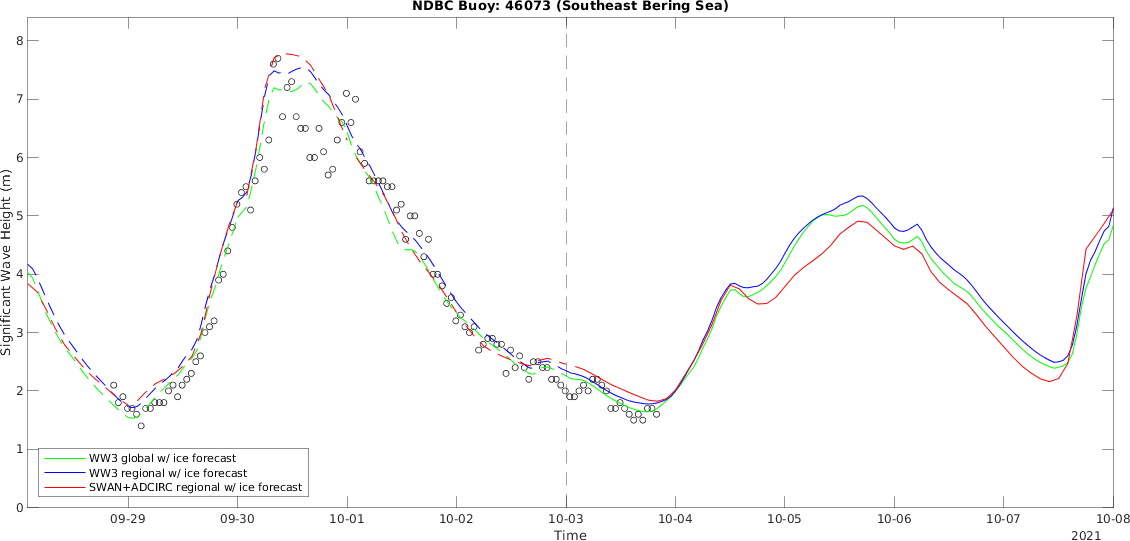 NDBC Buoy: 46073 (Southeast Bering Sea)
8
7
6
5
4
3
2
1
0
Significant Wave Height (m)
WW3 global w/ ice forecast
WW3 regional w/ ice forecast
SWAN+ADCIRC regional w/ ice forecast
09-29 09-30 10-01 10-02 10-03 10-04 10-05 10-06 10-07 10-08
Time
2021